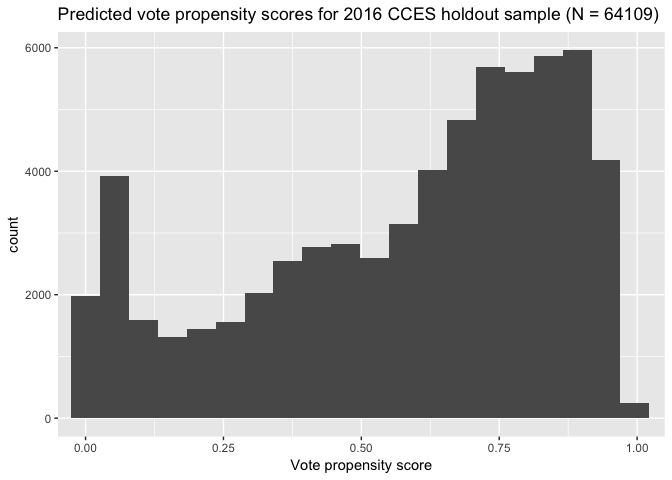 Predicted vote propensity scores for 2016 CCES holdout sample (N = 64109)
6000
4000
2000
0
count
0.00 0.25 0.50 0.75 1.00
Vote propensity score